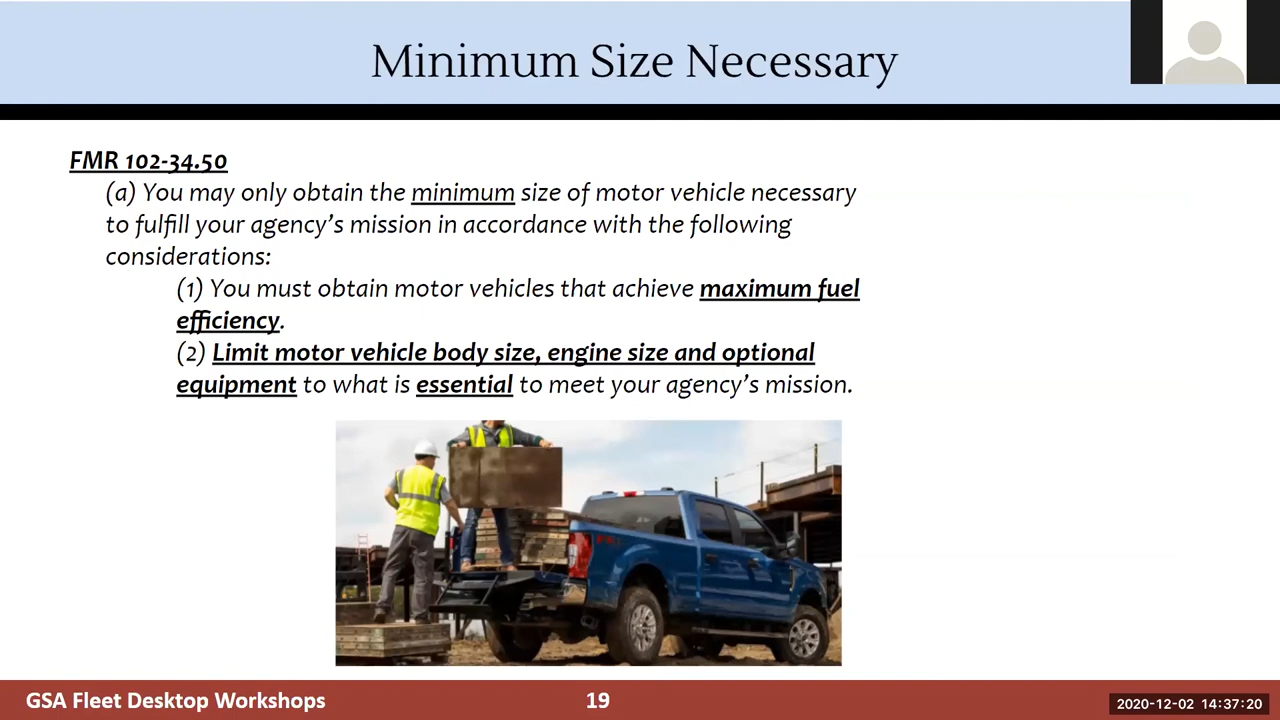 Minimum Size Necessary
FMR 102-34.50
(a) You may only obtain the minimum size of motor vehicle necessary
to fulfill your agency’s mission in accordance with the following
considerations:
(1) You must obtain motor vehicles that achieve maximum fuel
efficiency.
(2) Limit motor vehicle body size, engine size and optional
equipment to what is essential to meet your agency’s mission.
GSA Fleet Desktop Workshops
19
2020-12-02 14:37:20